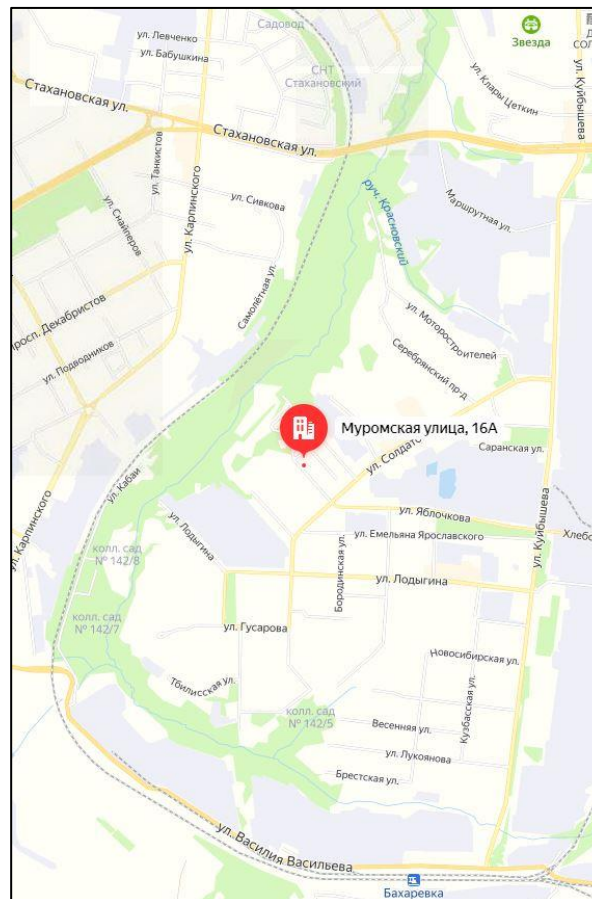 Садовод
ул. Левченко
ул. Бабушкина
Звезда
СНТ
Стахановский
ул. Клары Цеткин
ул. Куйбышева
Стахановская ул.
Стахановская ул.
ул. Танкистов
ул. Карпинского
ул. Сивкова
руч. Красновский
Маршрутная ул.
ул. Снайперов
Самолётная ул.
просп. Декабристов
ул. Подводников
ул. Моторостроителей
Серебрянский пр-д
Муромская улица, 16А
ул. Солдато
Саранская ул.
ул. Кабаи
ул. Карпинского
ул. Лодыгина
ул. Яблочкова
ул. Куйбышева
колл. сад
№ 142/8
ул. Емельяна Ярославского
Хлебо
Бородинская ул.
ул. Лодыгина
колл. сад
№ 142/7
ул. Гусарова
Новосибирская ул.
Тбилисская ул.
Кузбасская ул.
колл. сад
№ 142/5
Весенняя ул.
ул. Лукоянова
Брестская ул.
ул. Василия Васильева
Бахаревка